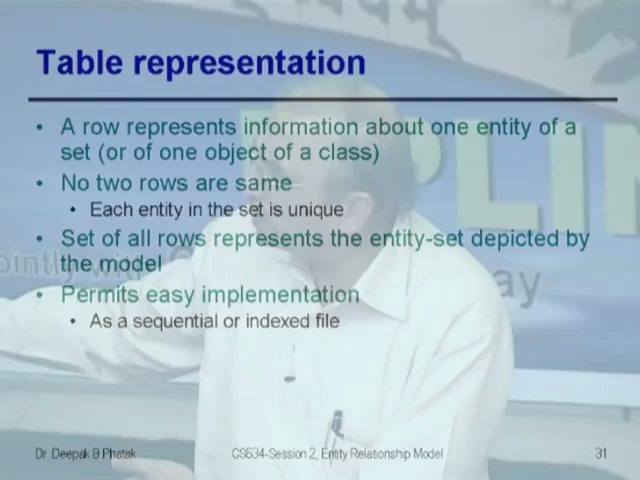 Table representation
• A row represents information about one entity of a
set (or of one object of a class)
• No two rows are same
• Each entity in the set is unique
• Set of all rows represents the entity-set depicted by
the model
• Permits easy implementation
• As a sequential or indexed file
Dr. Deepak B Phatak
CS634-Session 2, Entity Relationship Model
31